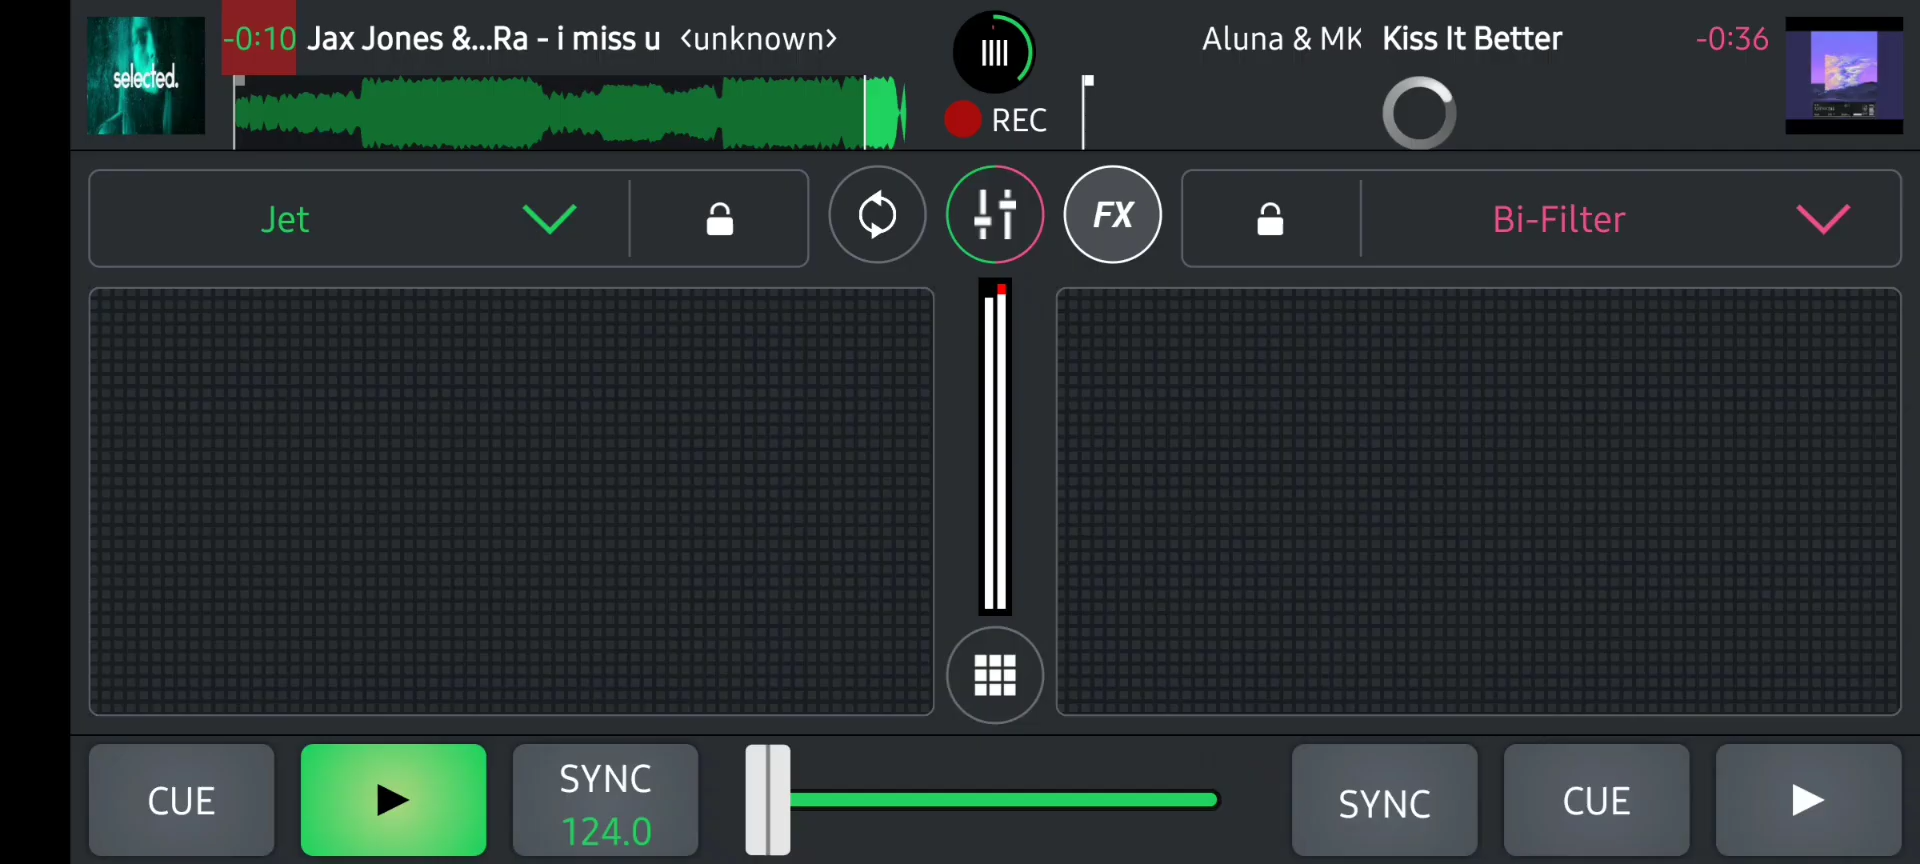 selected.
-0:10 Jax Jones &...Ra - i miss u <unknown>
Aluna & MK Kiss It Better -0:36
REC
Jet
FX
Bi-Filter
CUE
SYNC
124.0
SYNC
CUE